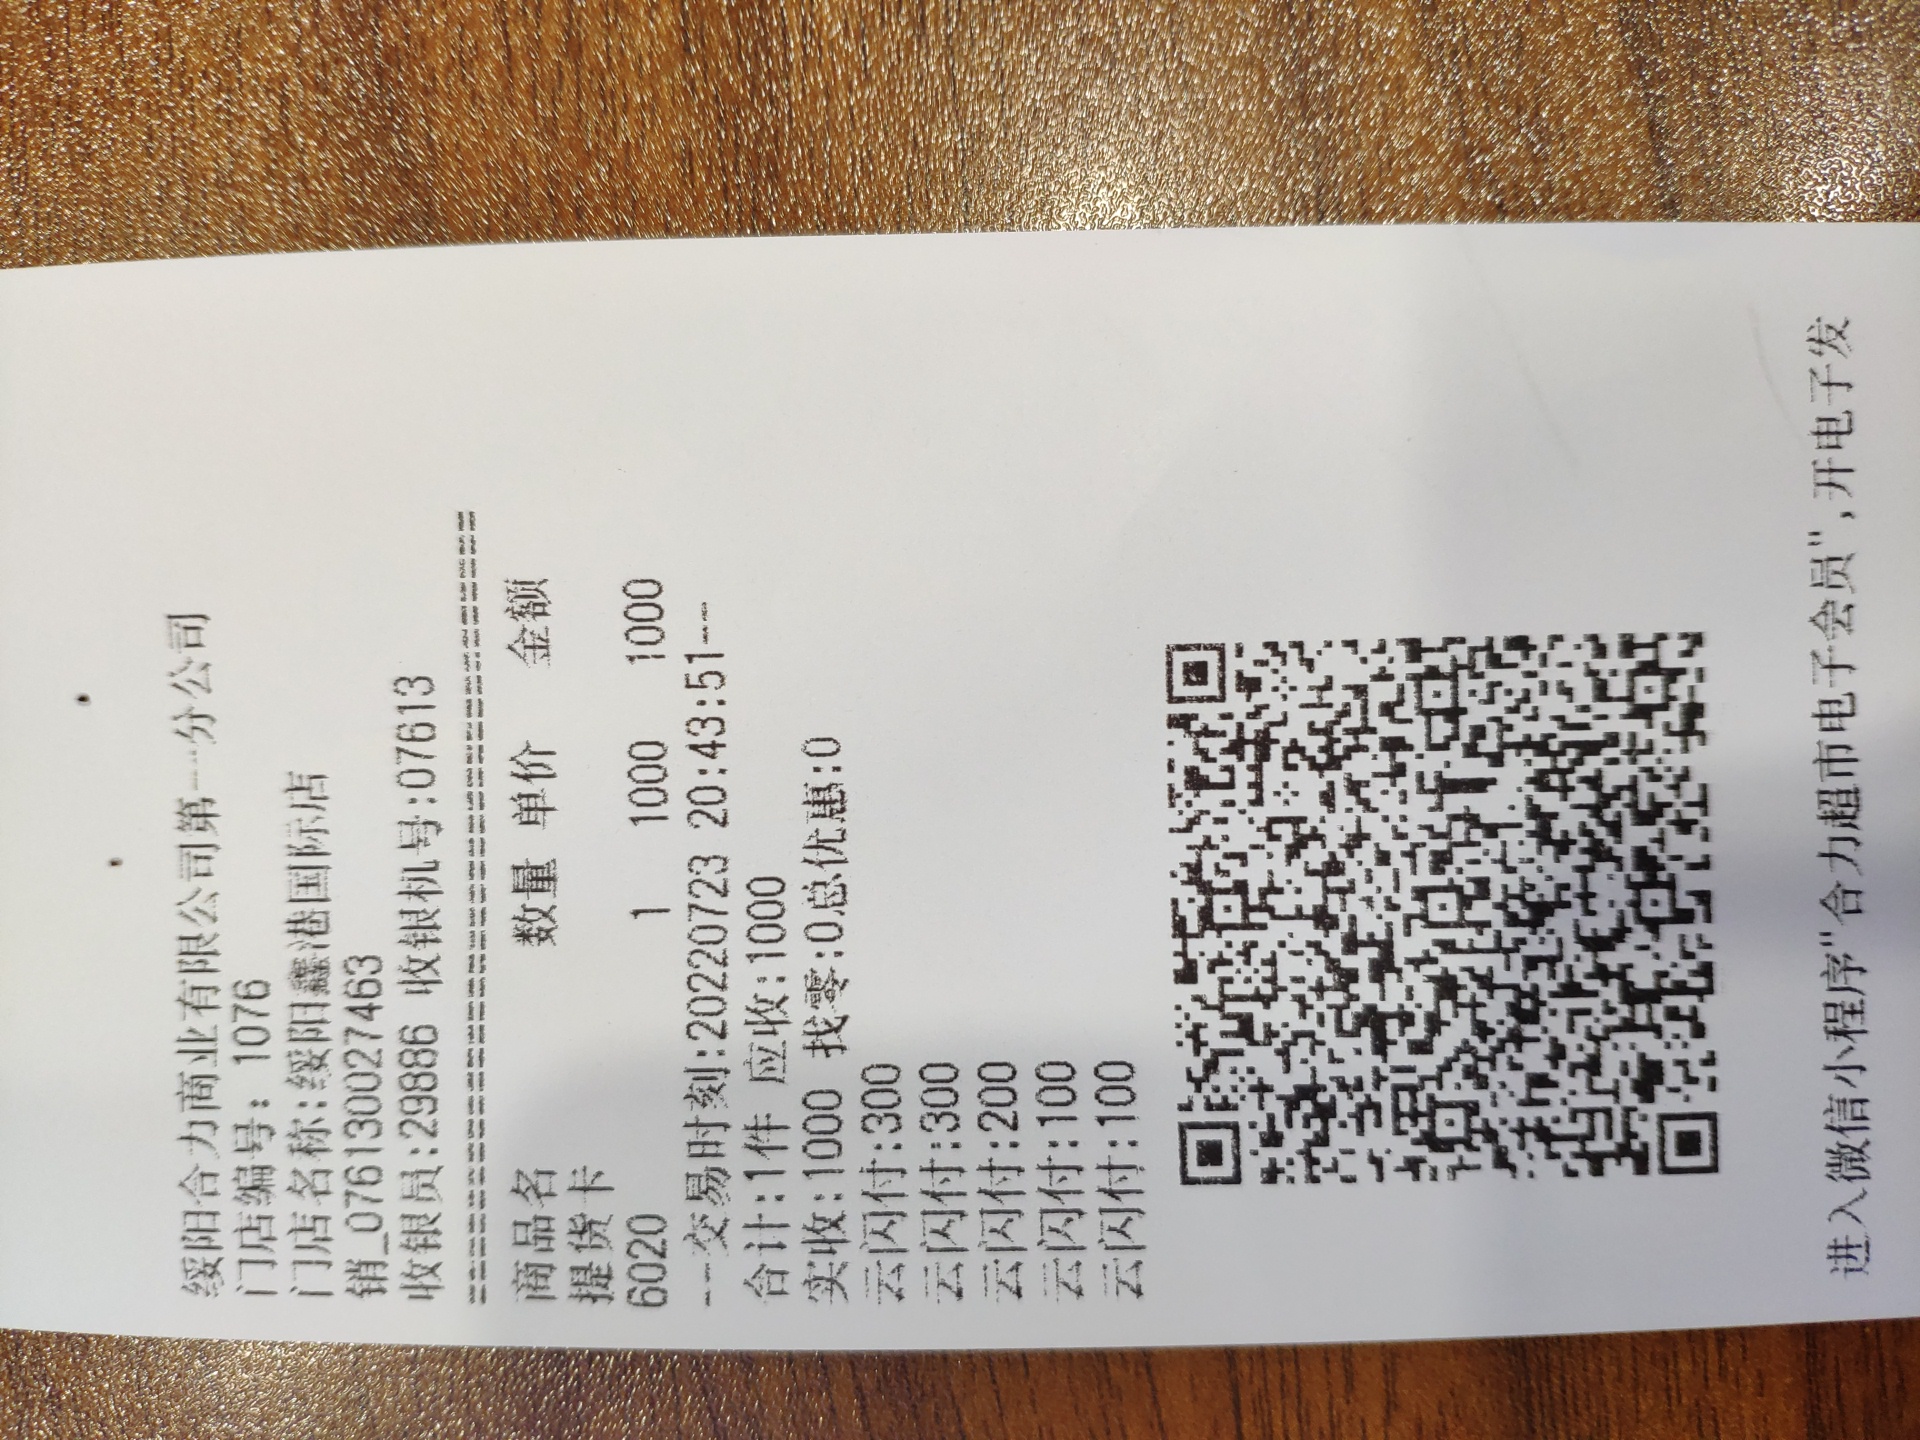 绥阳合力商业有限公司第一分公司
门店编号: 1076
门店名称:绥阳鑫港国际店
销_0761300027463
收银员:29886 收银机号:07613
商品名 数量 单价 金额
提货卡
6020 1 1000 1000
---交易时刻:20220723 20:43:51---
合计:1件 应收:1000
实收:1000 找零:0总优惠:0
云闪付:300
云闪付:300
云闪付:200
云闪付:100
云闪付:100
进入微信小程序"合力超市电子会员",开电子发